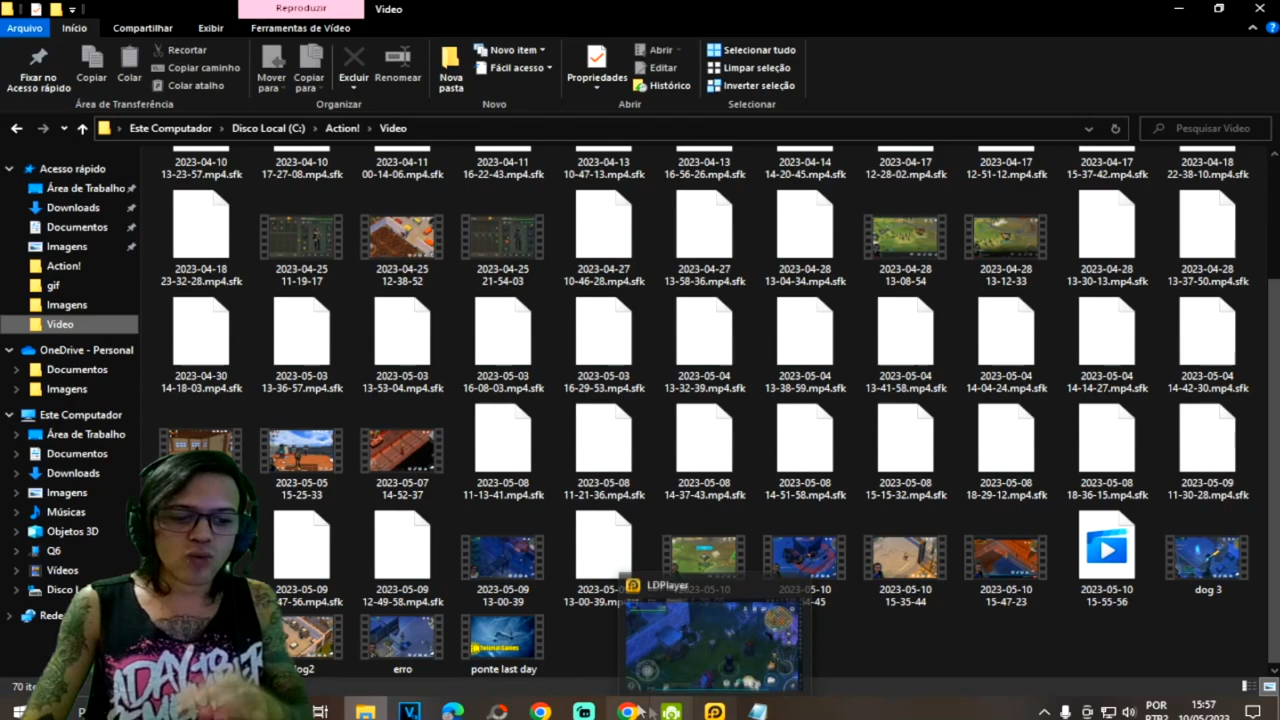 Reproduzir
Video
Arquivo
Início
Compartilhar
Exibir
Ferramentas de Vídeo
Fixar no
Acesso rápido
Copiar
Colar
Recortar
Copiar caminho
Colar atalho
Mover
para
Copiar
para
Excluir
Renomear
Nova
pasta
Novo item
Fácil acesso
Propriedades
Abrir
Editar
Histórico
Selecionar tudo
Limpar seleção
Inverter seleção
Área de Transferência
Organizar
Novo
Abrir
Selecionar
Este Computador
Disco Local (C:)
Action!
Video
Pesquisar Video
Acesso rápido
Área de Trabalho
Downloads
Documentos
Imagens
Action!
gif
Imagens
Video
OneDrive - Personal
Documentos
Imagens
Este Computador
Área de Trabalho
Documentos
Downloads
Imagens
Músicas
Objetos 3D
Q6
Vídeos
Disco
Rede
70
2023-04-10
13-23-57.mp4.sfk
2023-04-10
17-27-08.mp4.sfk
2023-04-11
00-14-06.mp4.sfk
2023-04-11
16-22-43.mp4.sfk
2023-04-13
10-47-13.mp4.sfk
2023-04-13
16-56-26.mp4.sfk
2023-04-14
14-20-45.mp4.sfk
2023-04-17
12-28-02.mp4.sfk
2023-04-17
12-51-12.mp4.sfk
2023-04-17
15-37-42.mp4.sfk
2023-04-18
22-38-10.mp4.sfk
2023-04-18
23-32-28.mp4.sfk
2023-04-25
11-19-17
2023-04-25
12-38-52
2023-04-25
21-54-03
2023-04-27
10-46-28.mp4.sfk
2023-04-27
13-58-36.mp4.sfk
2023-04-28
13-04-34.mp4.sfk
2023-04-28
13-08-54
2023-04-28
13-12-33
2023-04-28
13-30-13.mp4.sfk
2023-04-28
13-37-50.mp4.sfk
2023-04-30
14-18-03.mp4.sfk
2023-05-03
13-36-57.mp4.sfk
2023-05-03
13-53-04.mp4.sfk
2023-05-03
16-08-03.mp4.sfk
2023-05-03
16-29-53.mp4.sfk
2023-05-04
13-32-39.mp4.sfk
2023-05-04
13-38-59.mp4.sfk
2023-05-04
13-41-58.mp4.sfk
2023-05-04
14-04-24.mp4.sfk
2023-05-04
14-14-27.mp4.sfk
2023-05-04
14-42-30.mp4.sfk
2023-05-05
15-25-33
2023-05-07
14-52-37
2023-05-08
11-13-41.mp4.sfk
2023-05-08
11-21-36.mp4.sfk
2023-05-08
14-37-43.mp4.sfk
2023-05-08
14-51-58.mp4.sfk
2023-05-08
15-15-32.mp4.sfk
2023-05-08
18-29-12.mp4.sfk
2023-05-08
18-36-15.mp4.sfk
2023-05-09
11-30-28.mp4.sfk
2023-05-09
47-56.mp4.sfk
2023-05-09
12-49-58.mp4.sfk
2023-05-09
13-00-39
13-00-39.mp4.sfk
2023-05-10
2023-05-10
2023-05-10
15-35-44
2023-05-10
15-47-23
2023-05-10
15-55-56
dog 3
LDPlayer
erro
ponte last day
POR
PTB2
15:57
10/05/2023